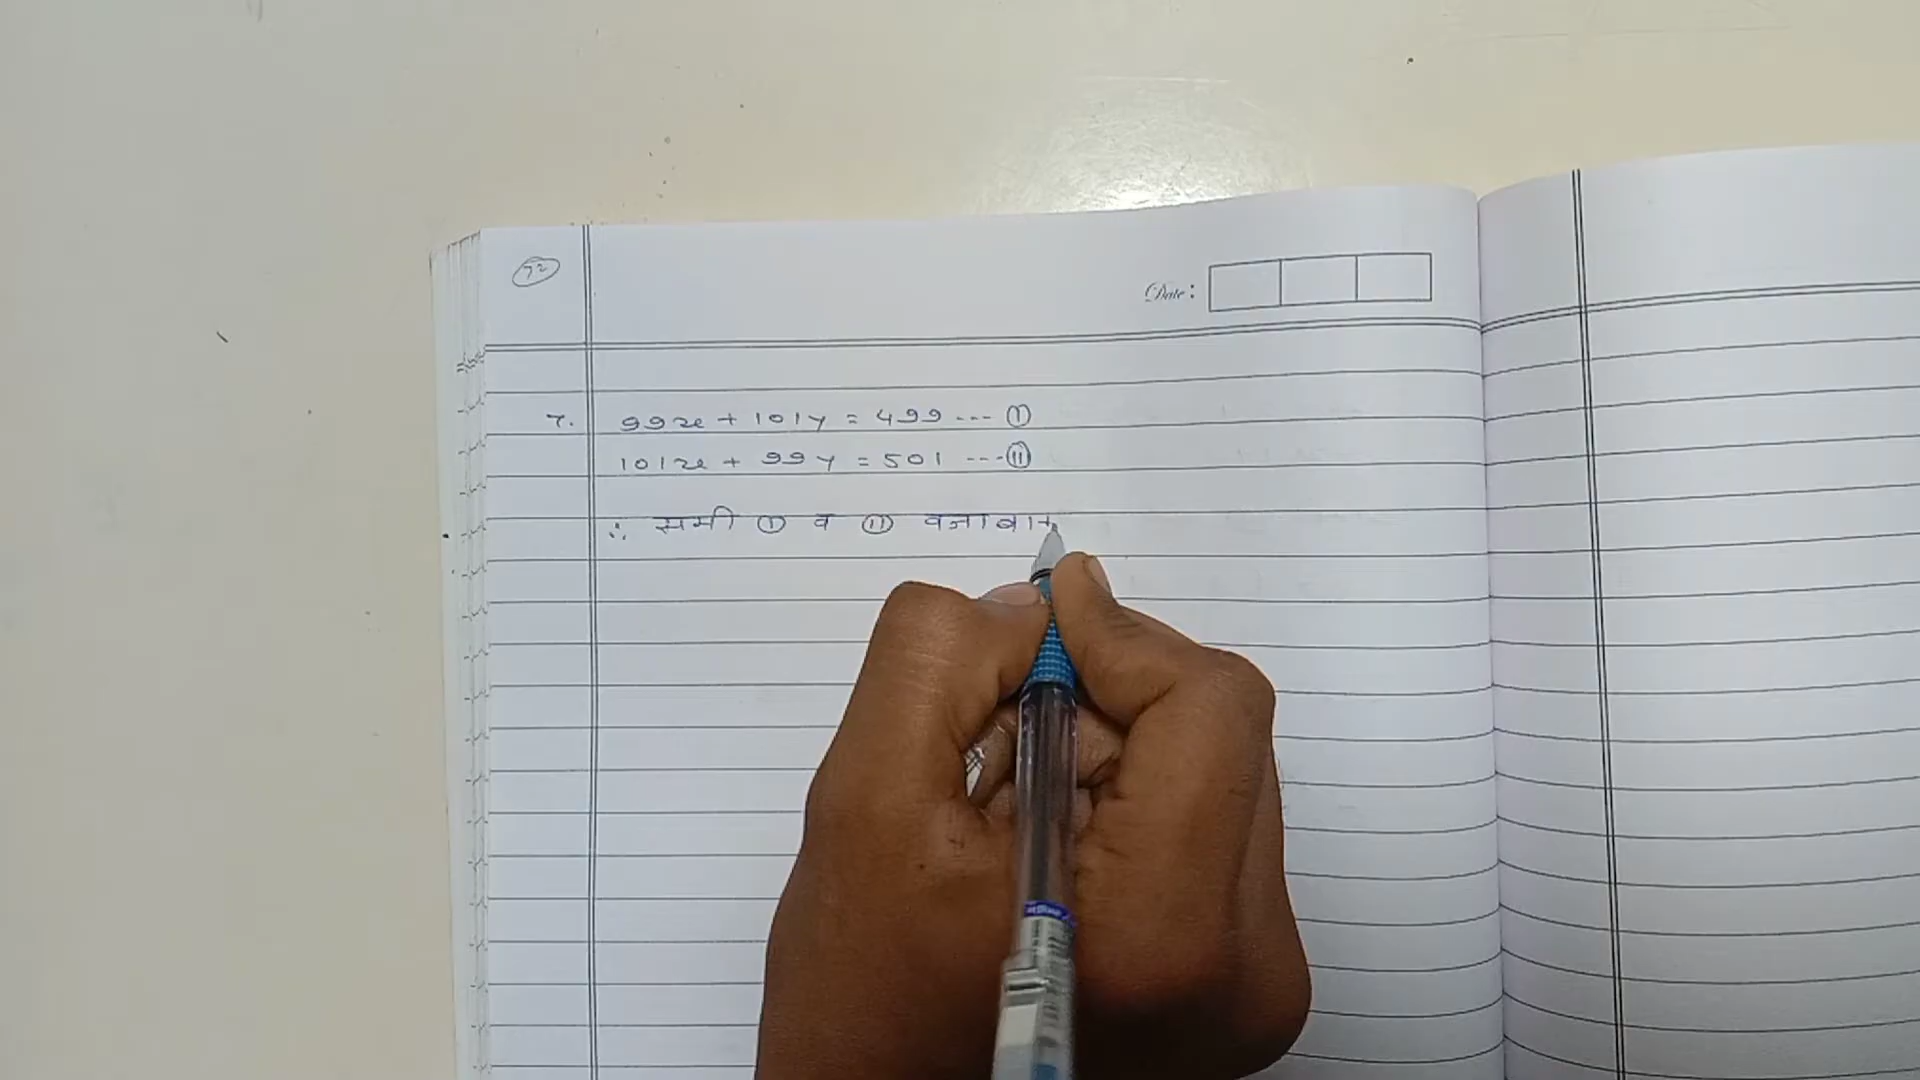 72
Date:
7. 99x + 101y = 499 --- (I)
101x + 99y = 501 --- (II)
∴ समी (I) व (II) वजाबा